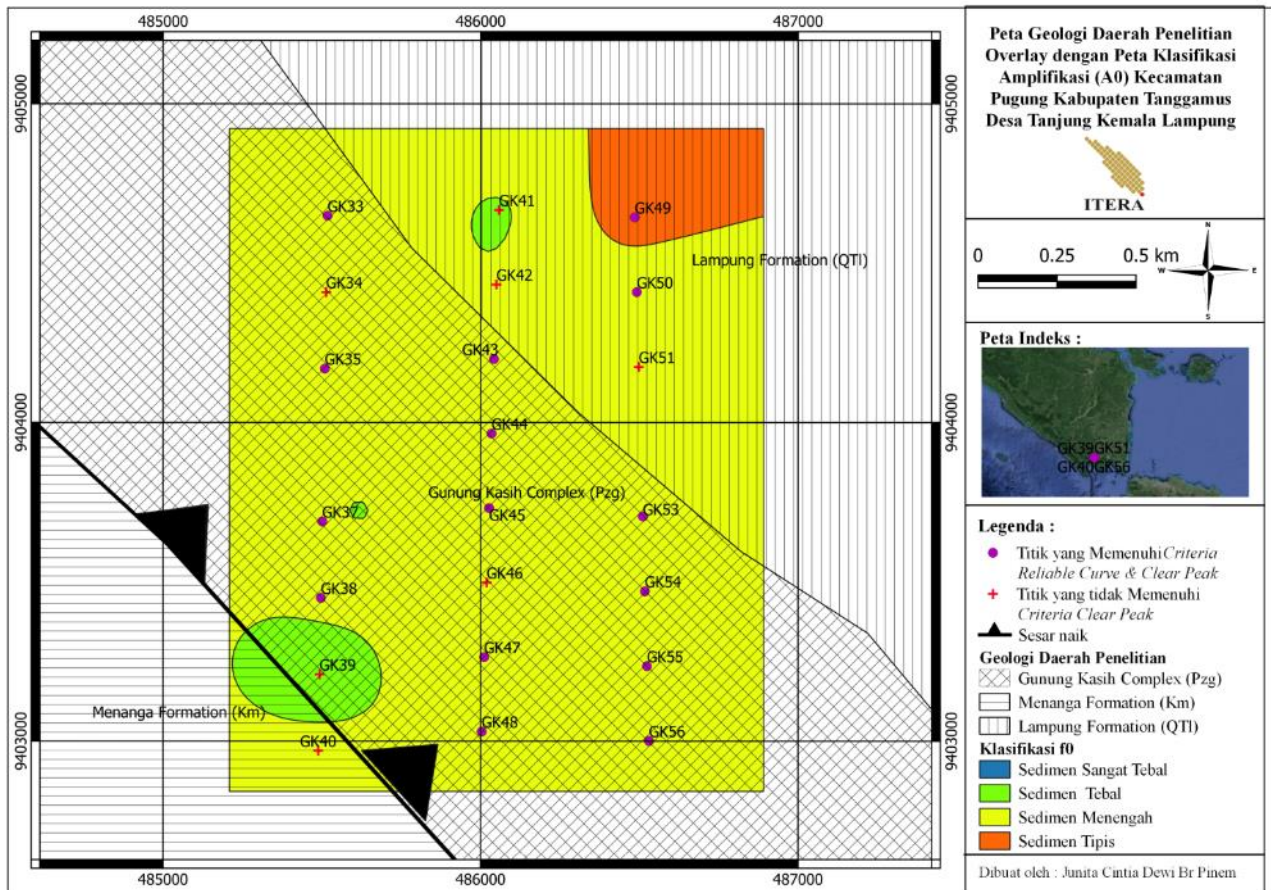 485000
486000
487000
9405000
9404000
9403000
9405000
9404000
9403000
GK33
GK41
GK49
Lampung Formation (QTl)
GK34
GK42
GK50
GK35
GK43
GK51
GK44
Gunung Kasih Complex (Pzg)
GK37
GK45
GK53
GK38
GK46
GK54
GK39
GK47
GK55
Menanga Formation (Km)
GK40
GK48
GK56
485000
486000
487000
Peta Geologi Daerah Penelitian
Overlay dengan Peta Klasifikasi
Amplifikasi (A0) Kecamatan
Pugung Kabupaten Tanggamus
Desa Tanjung Kemala Lampung
ITERA
0 0.25 0.5 km
N
W E
S
Peta Indeks :
GK39GK51
GK40GK56
Legenda :
Titik yang Memenuhi Criteria
Reliable Curve & Clear Peak
Titik yang tidak Memenuhi
Criteria Clear Peak
Sesar naik
Geologi Daerah Penelitian
Gunung Kasih Complex (Pzg)
Menanga Formation (Km)
Lampung Formation (QTl)
Klasifikasi f0
Sedimen Sangat Tebal
Sedimen Tebal
Sedimen Menengah
Sedimen Tipis
Dibuat oleh : Junita Cintia Dewi Br Pinem